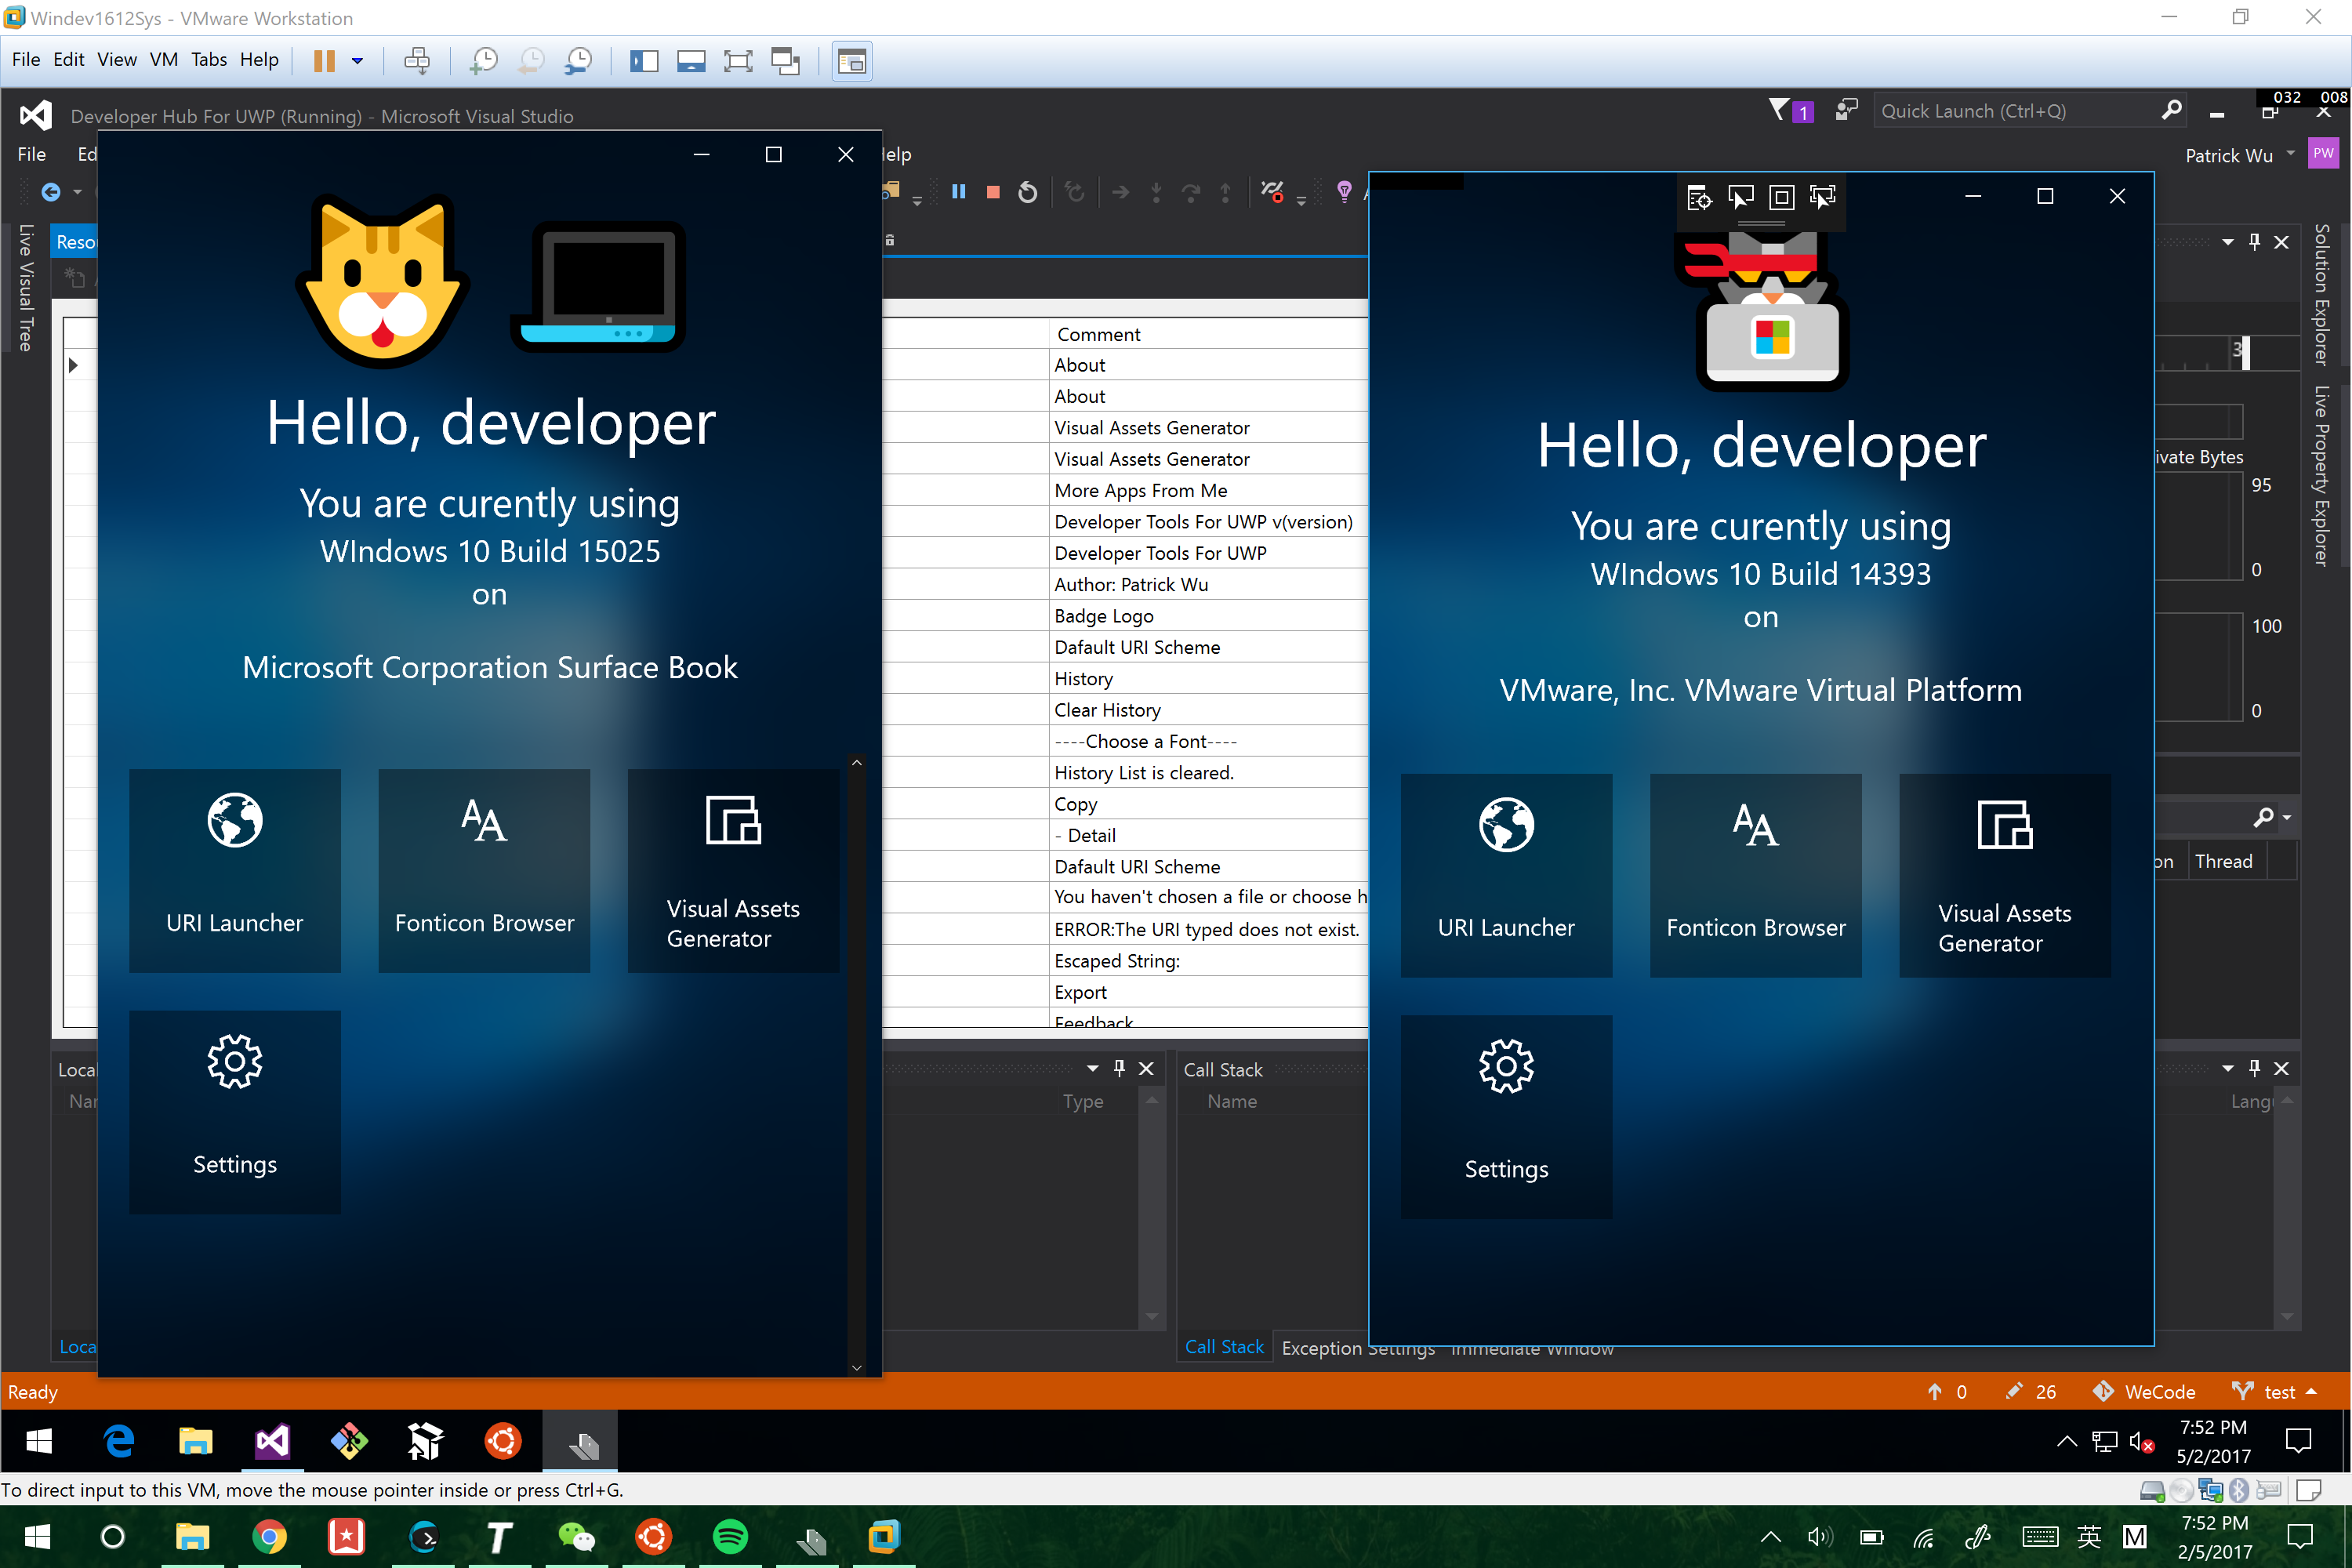 Windev1612Sys - VMware Workstation
File Edit View VM Tabs Help
Developer Hub For UWP (Running) - Microsoft Visual Studio
1
Quick Launch (Ctrl+Q)
032 008
File
Patrick Wu
PW
Live Visual Tree
Solution Explorer
Live Property Explorer
Hello, developer
You are curently using
WIndows 10 Build 15025
on
Microsoft Corporation Surface Book
URI Launcher
Fonticon Browser
Visual Assets
Generator
Settings
Comment
About
About
Visual Assets Generator
Visual Assets Generator
More Apps From Me
Developer Tools For UWP v(version)
Developer Tools For UWP
Author: Patrick Wu
Badge Logo
Dafault URI Scheme
History
Clear History
----Choose a Font----
History List is cleared.
Copy
- Detail
Dafault URI Scheme
You haven't chosen a file or choose h
ERROR:The URI typed does not exist.
Escaped String:
Export
Feedback
Hello, developer
You are curently using
WIndows 10 Build 14393
on
VMware, Inc. VMware Virtual Platform
URI Launcher
Fonticon Browser
Visual Assets
Generator
Settings
ivate Bytes
95
0
100
0
Thread
Type
Call Stack
Name
Call Stack Exception Settings Immediate Window
Ready
0 26 WeCode test
7:52 PM
5/2/2017
To direct input to this VM, move the mouse pointer inside or press Ctrl+G.
英 M
7:52 PM
2/5/2017